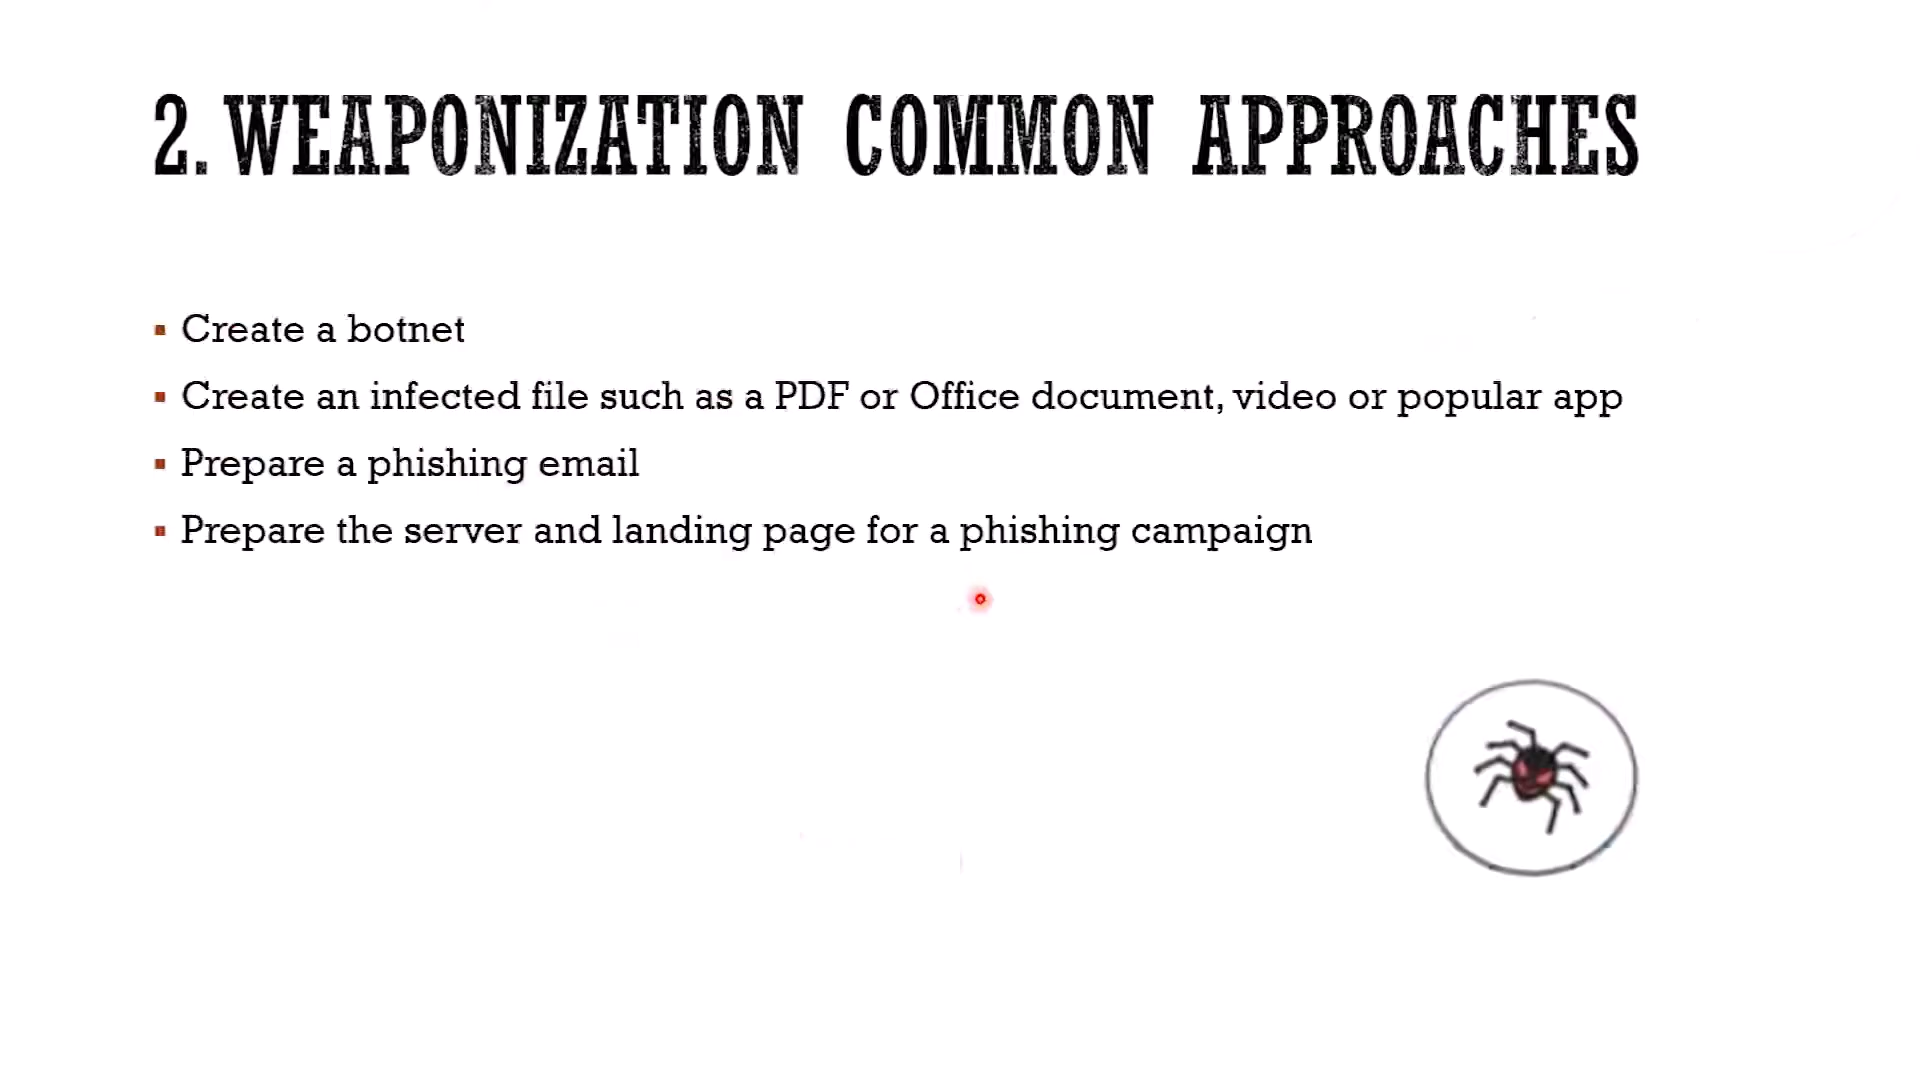 2. WEAPONIZATION COMMON APPROACHES
▪ Create a botnet
▪ Create an infected file such as a PDF or Office document, video or popular app
▪ Prepare a phishing email
▪ Prepare the server and landing page for a phishing campaign